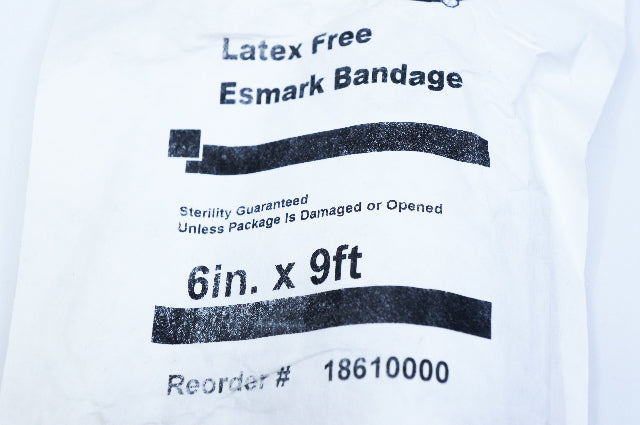 Latex Free
Esmark Bandage
Sterility Guaranteed
Unless Package Is Damaged or Opened
6in. x 9ft
Reorder # 18610000